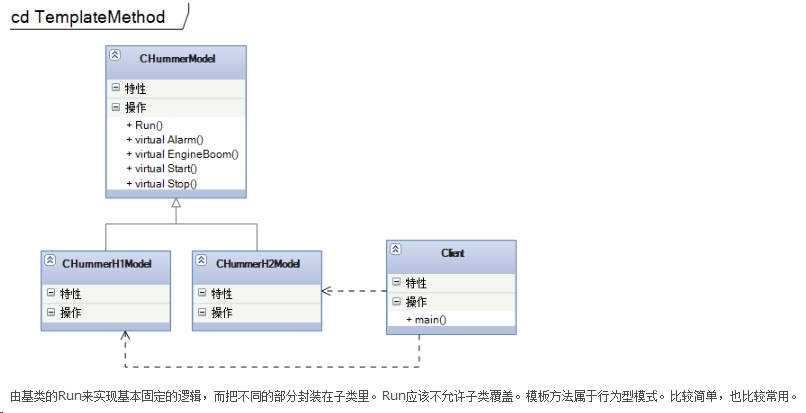 cd TemplateMethod
CHummerModel
特性
操作
+ Run()
+ virtual Alarm()
+ virtual EngineBoom()
+ virtual Start()
+ virtual Stop()
CHummerH1Model
特性
操作
CHummerH2Model
特性
操作
Client
特性
操作
+ main()
由基类的Run来实现基本固定的逻辑，而把不同的部分封装在子类里。Run应该不允许子类覆盖。模板方法属于行为型模式。比较简单，也比较常用。